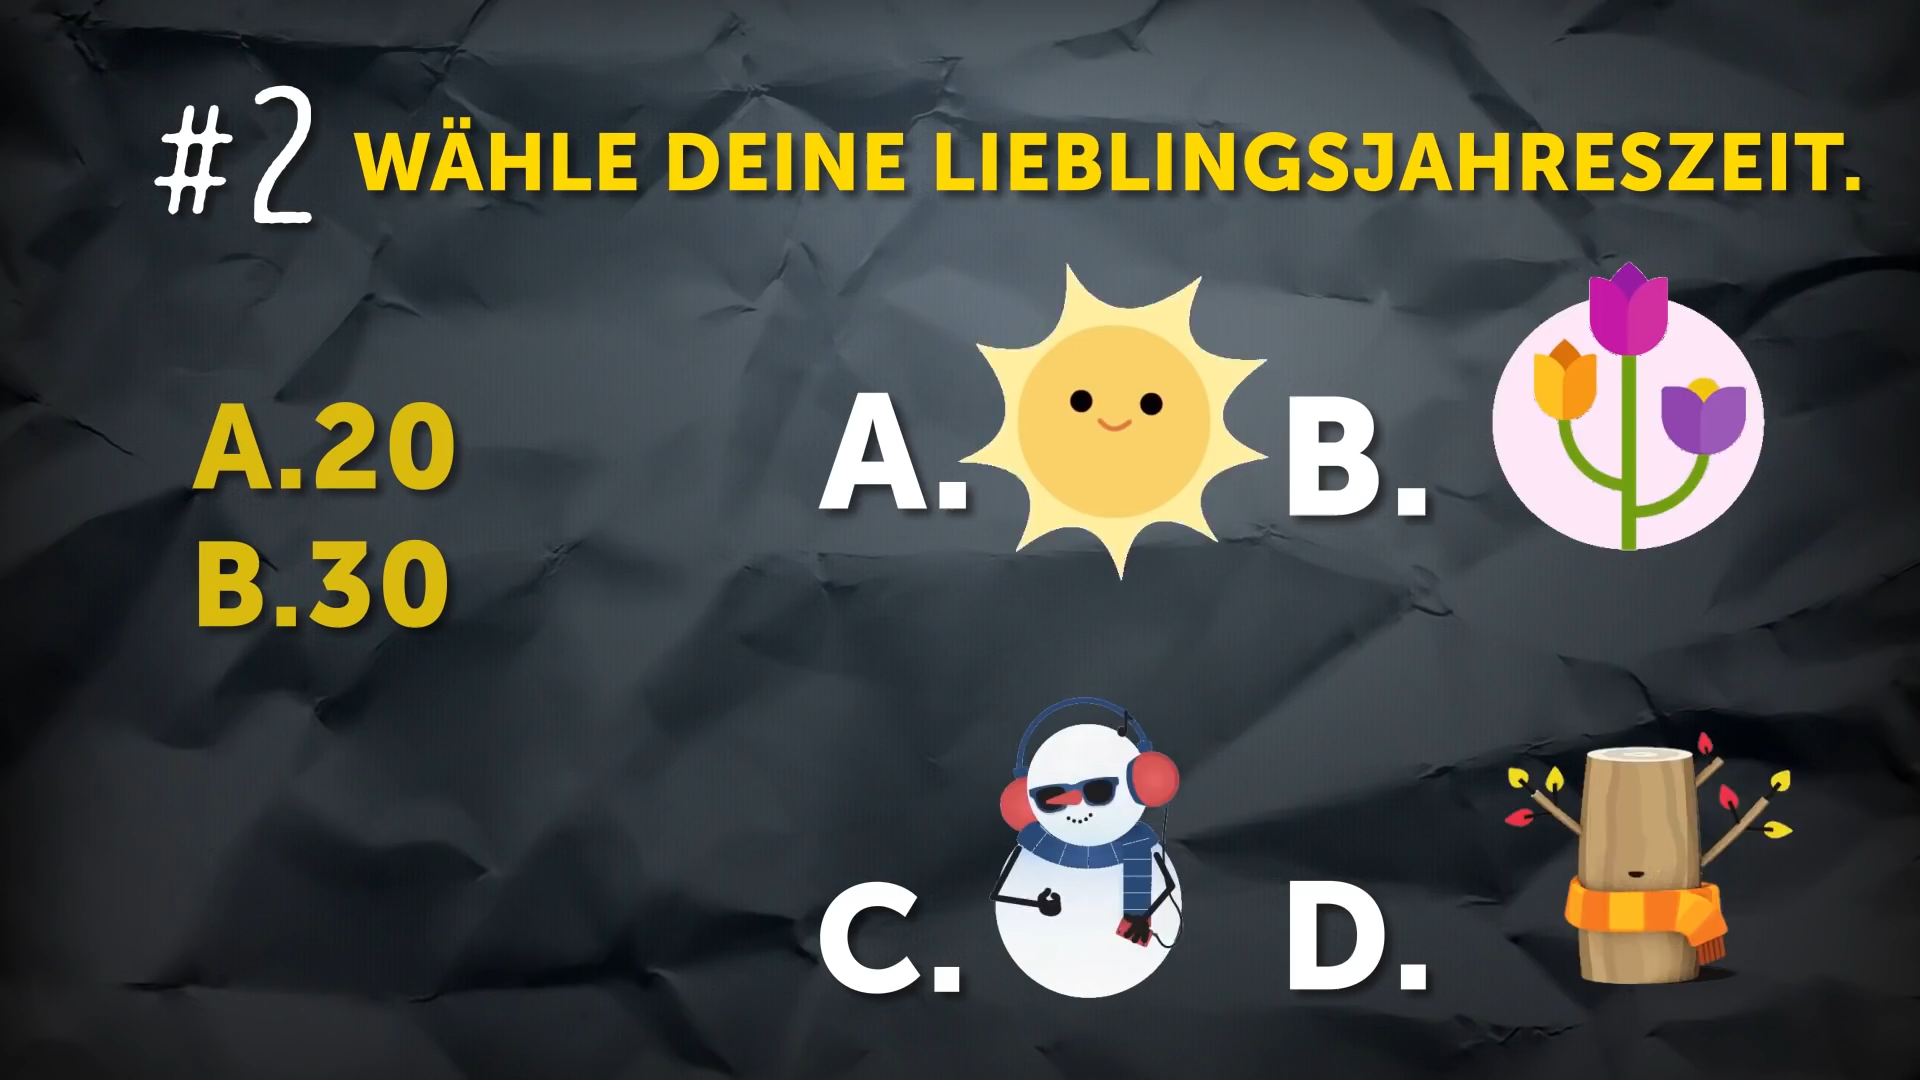 #2 WÄHLE DEINE LIEBLINGSJAHRESZEIT.
A.20
B.30
A.
B.
C.
D.